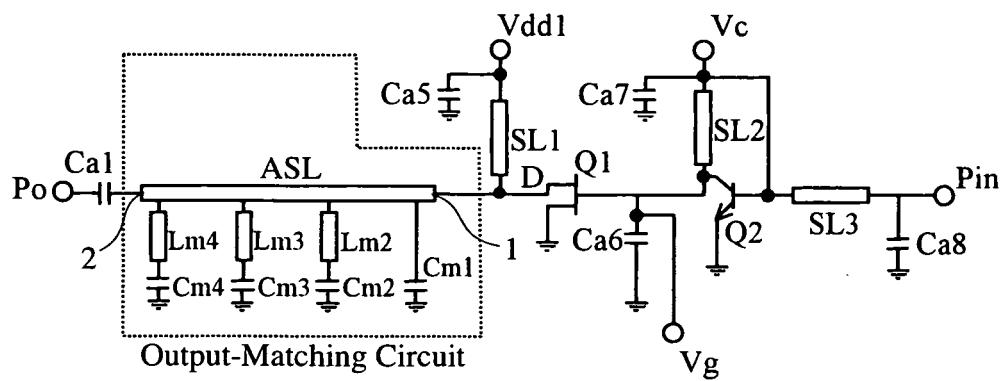 Vdd1
Vc
Ca5
Ca7
SL1
SL2
Ca1
ASL
D
Q1
Po
Pin
2
Lm4
Lm3
Lm2
1
Ca6
Q2
SL3
Ca8
Cm1
Cm4
Cm3
Cm2
Output-Matching Circuit
Vg